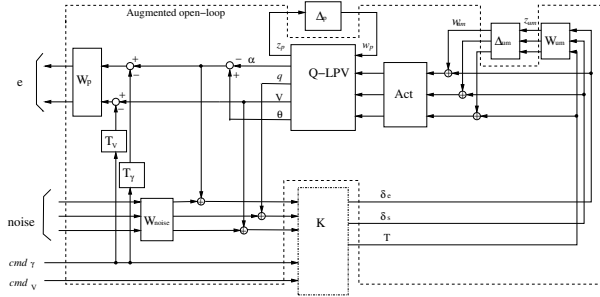 Augmented open-loop
Δp
zp
wp
wum
zum
Δum
Wum
e
Wp
+
−
−
α
+
q
V
+
−
θ
Q-LPV
Act
TV
Tγ
noise
Wnoise
K
δe
δs
T
cmd γ
cmd V